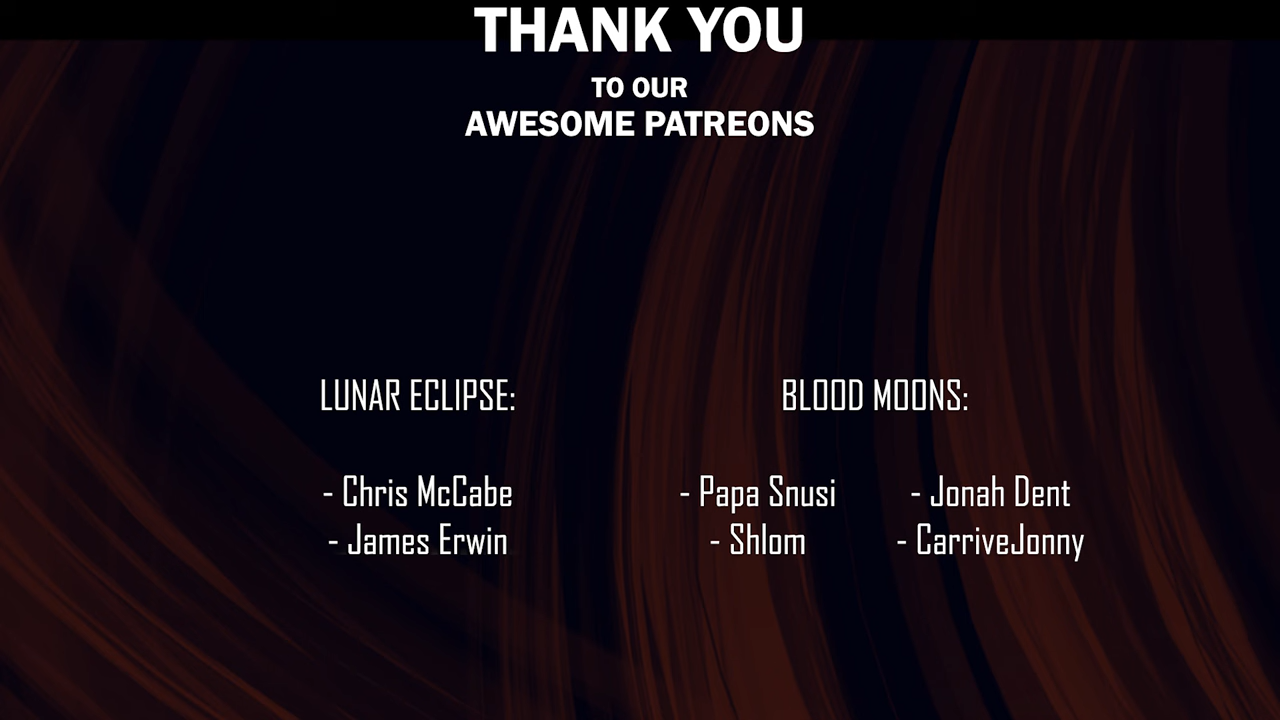 THANK YOU
TO OUR
AWESOME PATREONS
LUNAR ECLIPSE:
- Chris McCabe
- James Erwin
BLOOD MOONS:
- Papa Snusi
- Shlom
- Jonah Dent
- CarriveJonny